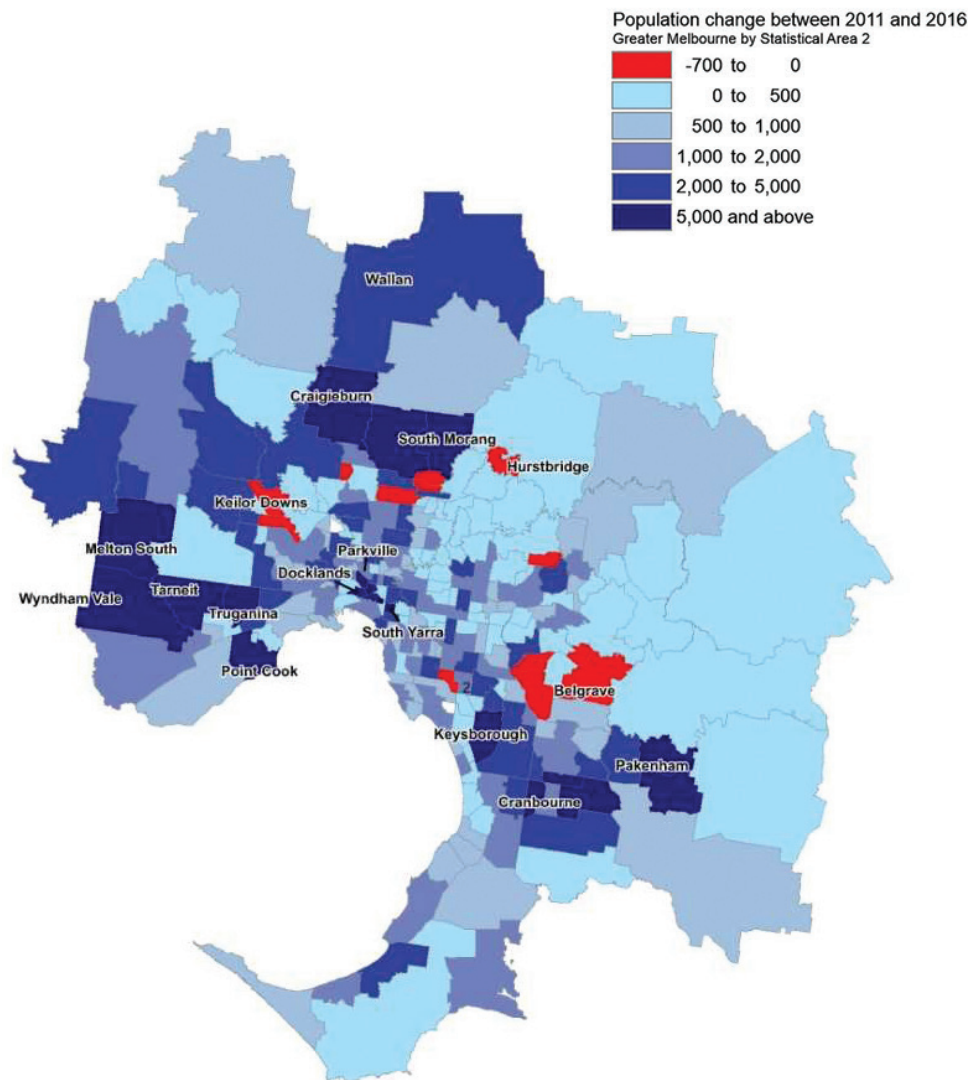 Population change between 2011 and 2016
Greater Melbourne by Statistical Area 2
-700 to 0
0 to 500
500 to 1,000
1,000 to 2,000
2,000 to 5,000
5,000 and above
Wallan
Craigieburn
South Morang
Hurstbridge
Keilor Downs
Melton South
Parkville
Docklands
Tarneit
Wyndham Vale
Truganina
South Yarra
Point Cook
2
Belgrave
Keysborough
Pakenham
Cranbourne